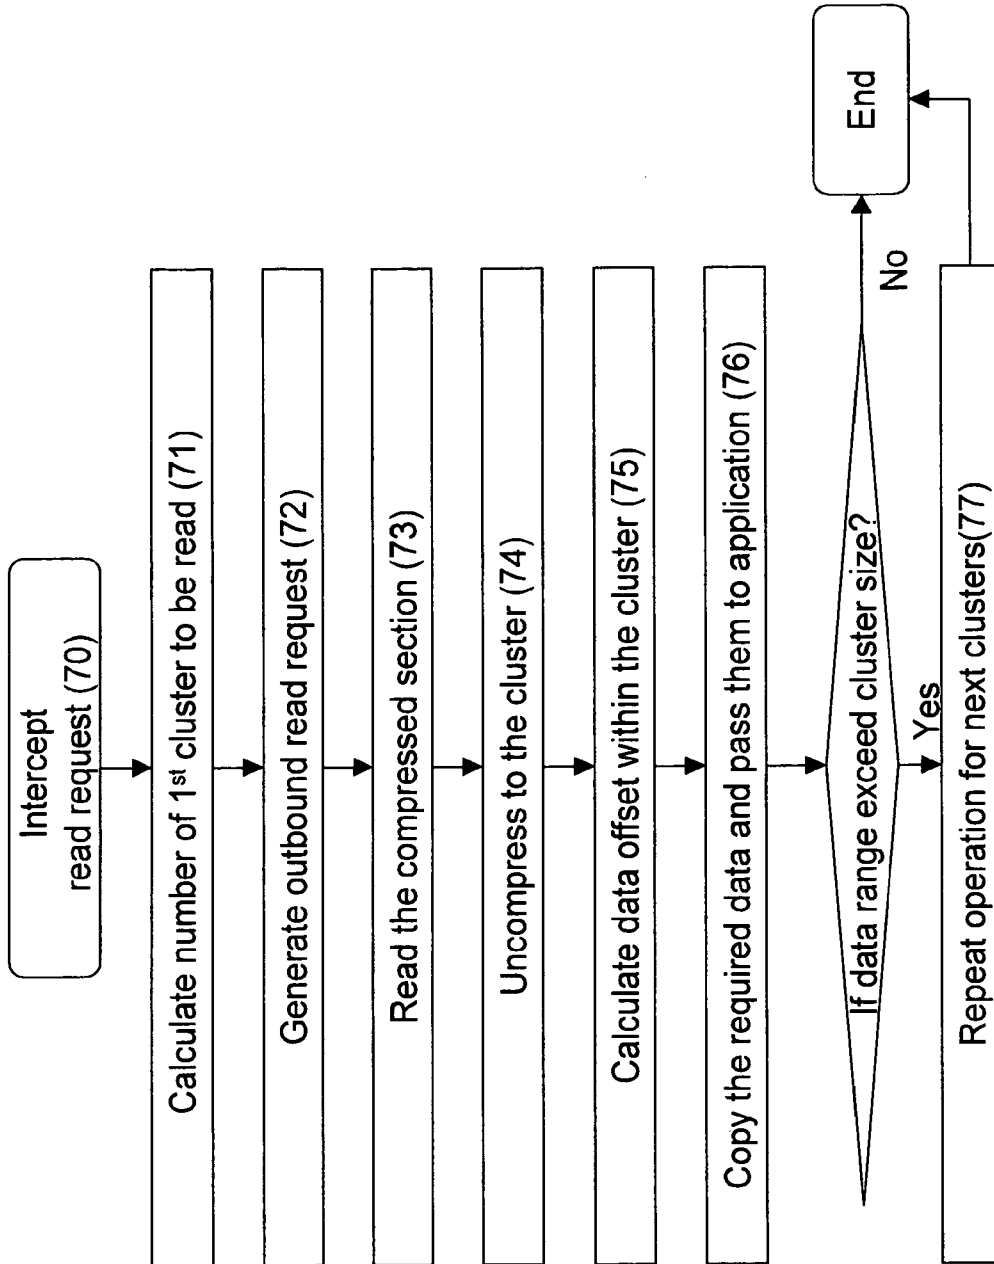 Intercept
read request (70)
Calculate number of 1st cluster to be read (71)
Generate outbound read request (72)
Read the compressed section (73)
Uncompress to the cluster (74)
Calculate data offset within the cluster (75)
Copy the required data and pass them to application (76)
If data range exceed cluster size?
No
End
Yes
Repeat operation for next clusters(77)